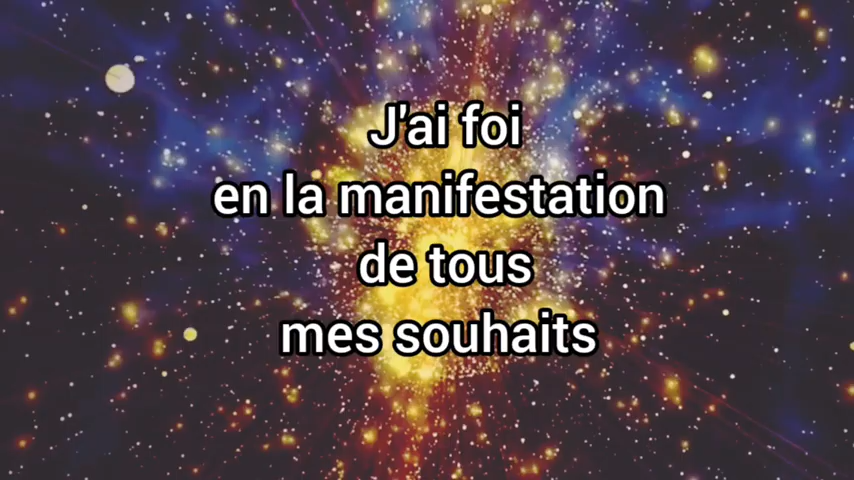 J'ai foi
en la manifestation
de tous
mes souhaits